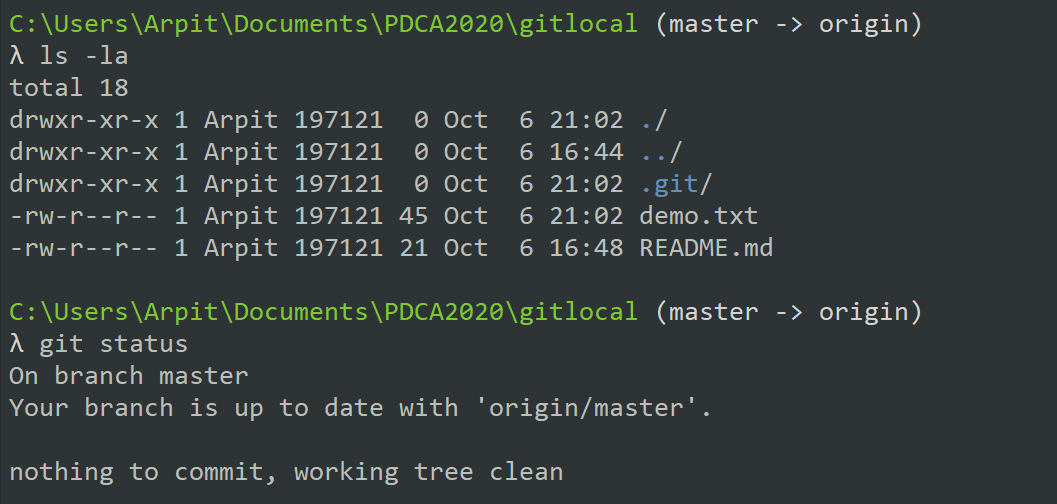 C:\Users\Arpit\Documents\PDCA2020\gitlocal (master -> origin)
λ ls -la
total 18
drwxr-xr-x 1 Arpit 197121  0 Oct  6 21:02 ./
drwxr-xr-x 1 Arpit 197121  0 Oct  6 16:44 ../
drwxr-xr-x 1 Arpit 197121  0 Oct  6 21:02 .git/
-rw-r--r-- 1 Arpit 197121 45 Oct  6 21:02 demo.txt
-rw-r--r-- 1 Arpit 197121 21 Oct  6 16:48 README.md
C:\Users\Arpit\Documents\PDCA2020\gitlocal (master -> origin)
λ git status
On branch master
Your branch is up to date with 'origin/master'.
nothing to commit, working tree clean